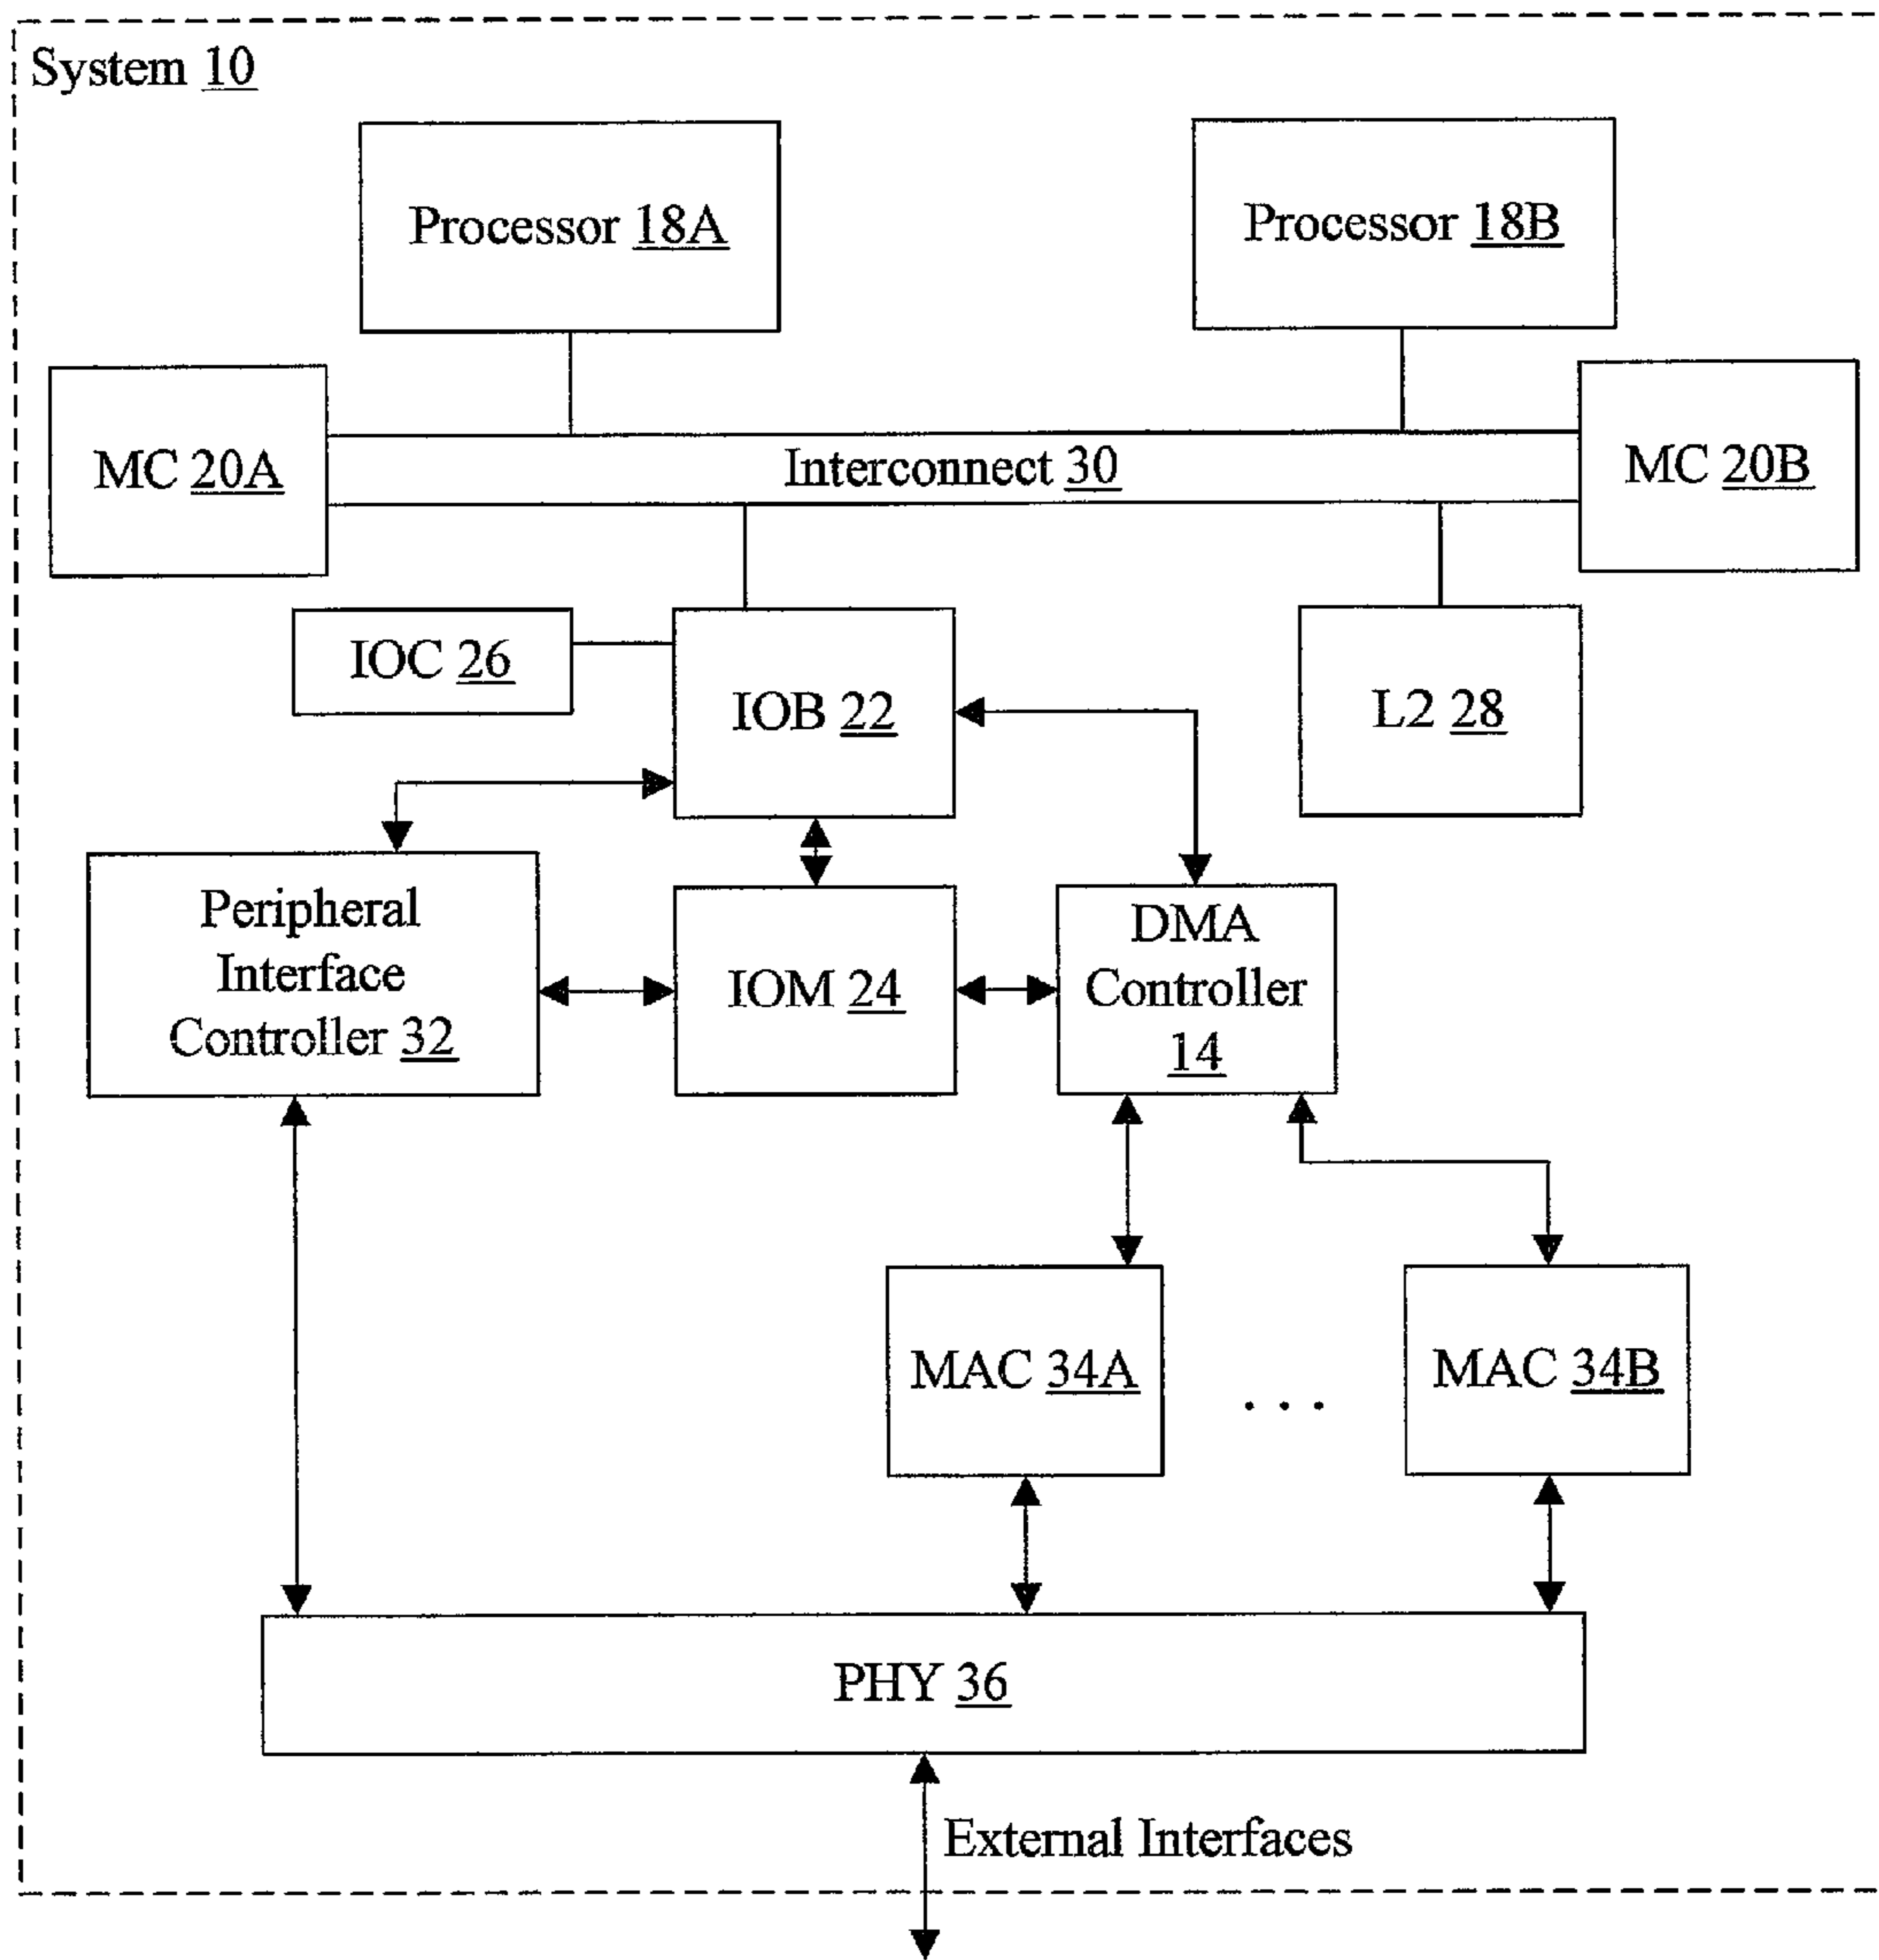 System 10
Processor 18A
Processor 18B
MC 20A
Interconnect 30
MC 20B
IOC 26
IOB 22
L2 28
Peripheral
Interface
Controller 32
IOM 24
DMA
Controller
14
MAC 34A
. . .
MAC 34B
PHY 36
External Interfaces